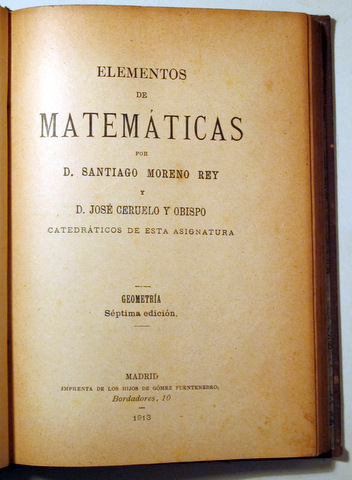 ELEMENTOS
DE
MATEMÁTICAS
POR
D. SANTIAGO MORENO REY
Y
D. JOSÉ CERUELO Y OBISPO
CATEDRÁTICOS DE ESTA ASIGNATURA
GEOMETRÍA
Séptima edición.
MADRID
IMPRENTA DE LOS HIJOS DE GÓMEZ FUENTENEBRO,
Bordadores, 10
1913